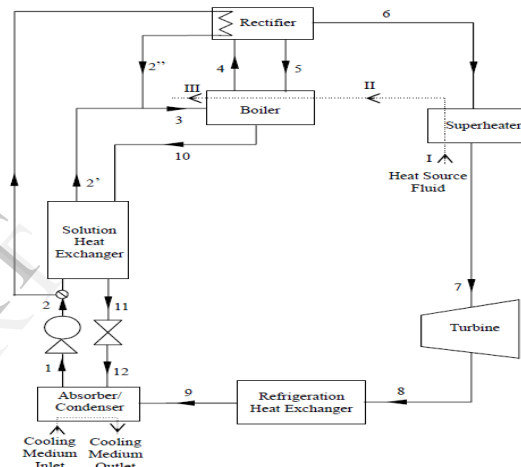 Rectifier
6
2”
4
5
III
II
Boiler
3
Superheater
I
Heat Source
Fluid
10
2’
Solution
Heat
Exchanger
2
11
7
Turbine
1
12
Absorber/
Condenser
9
Refrigeration
Heat Exchanger
8
Cooling
Medium
Inlet
Cooling
Medium
Outlet